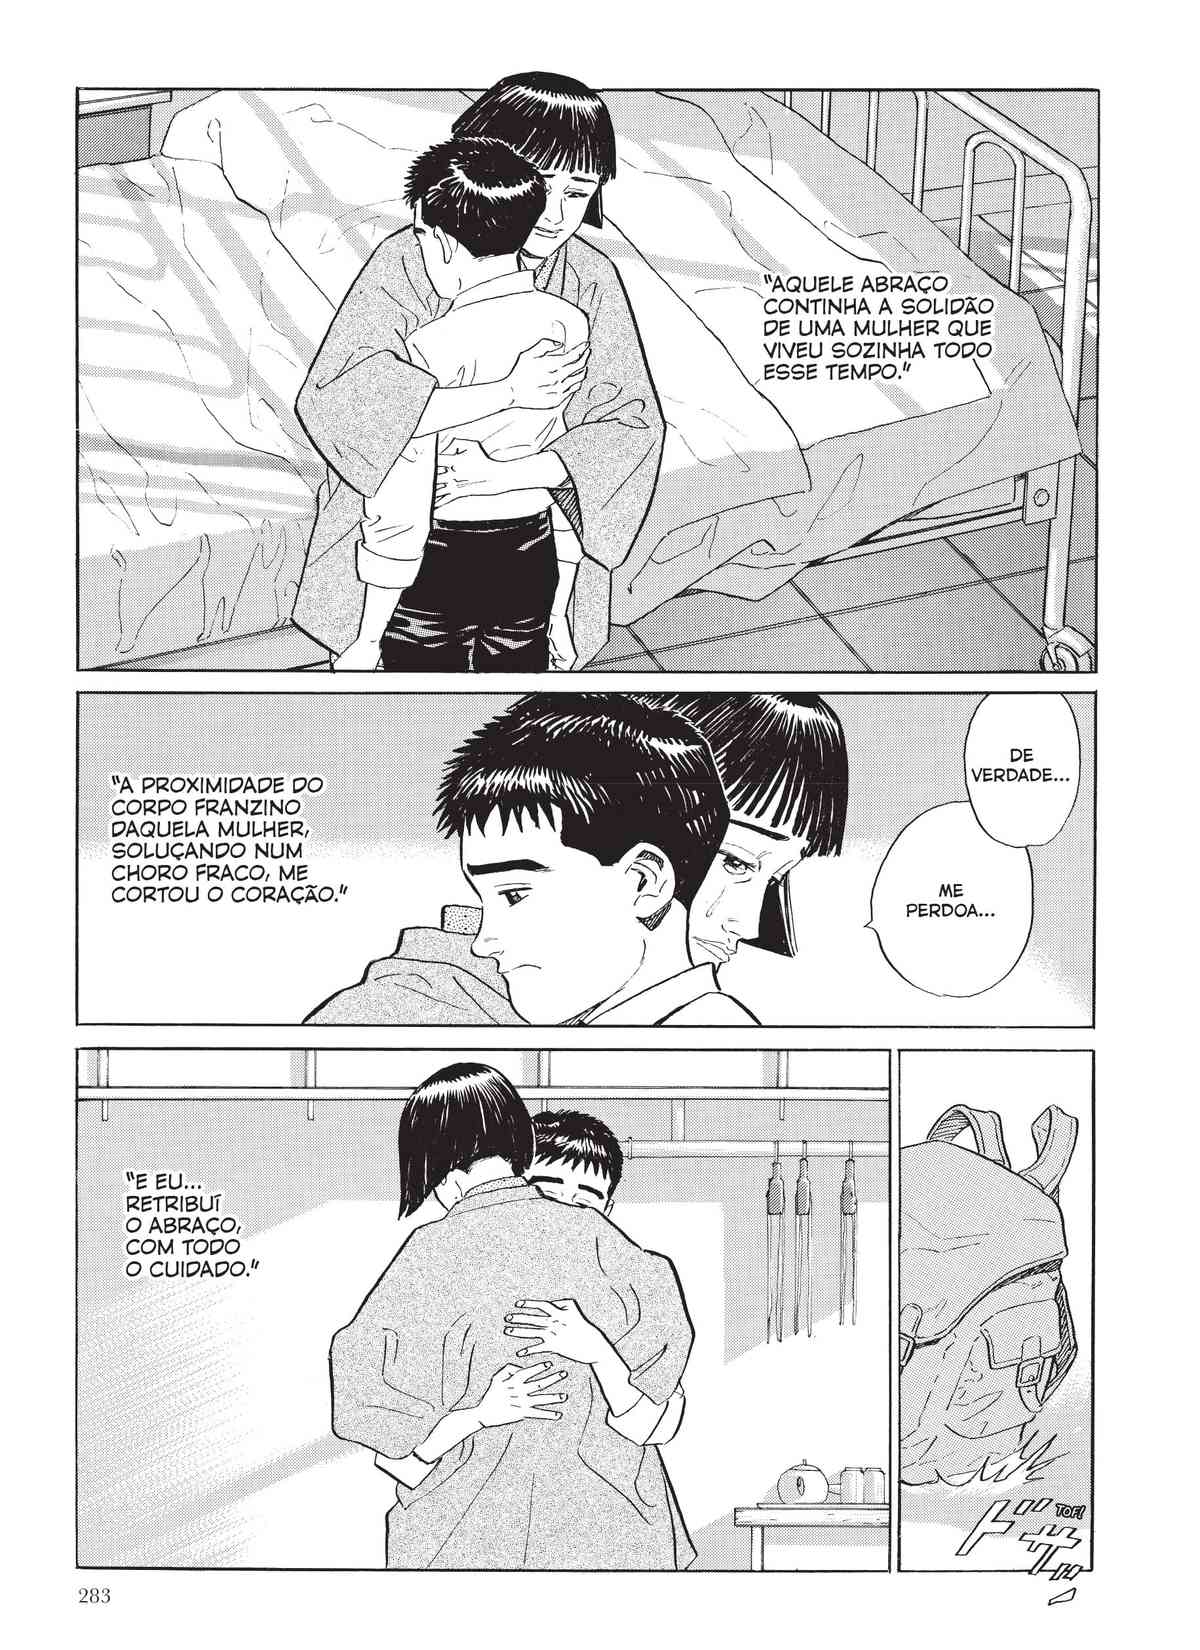 "AQUELE ABRAÇO
CONTINHA A SOLIDÃO
DE UMA MULHER QUE
VIVEU SOZINHA TODO
ESSE TEMPO."
DE
VERDADE...
ME
PERDOA...
"A PROXIMIDADE DO
CORPO FRANZINO
DAQUELA MULHER,
SOLUÇANDO NUM
CHORO FRACO, ME
CORTOU O CORAÇÃO."
"E EU...
RETRIBUÍ
O ABRAÇO,
COM TODO
O CUIDADO."
TOF!
ドサッ
283